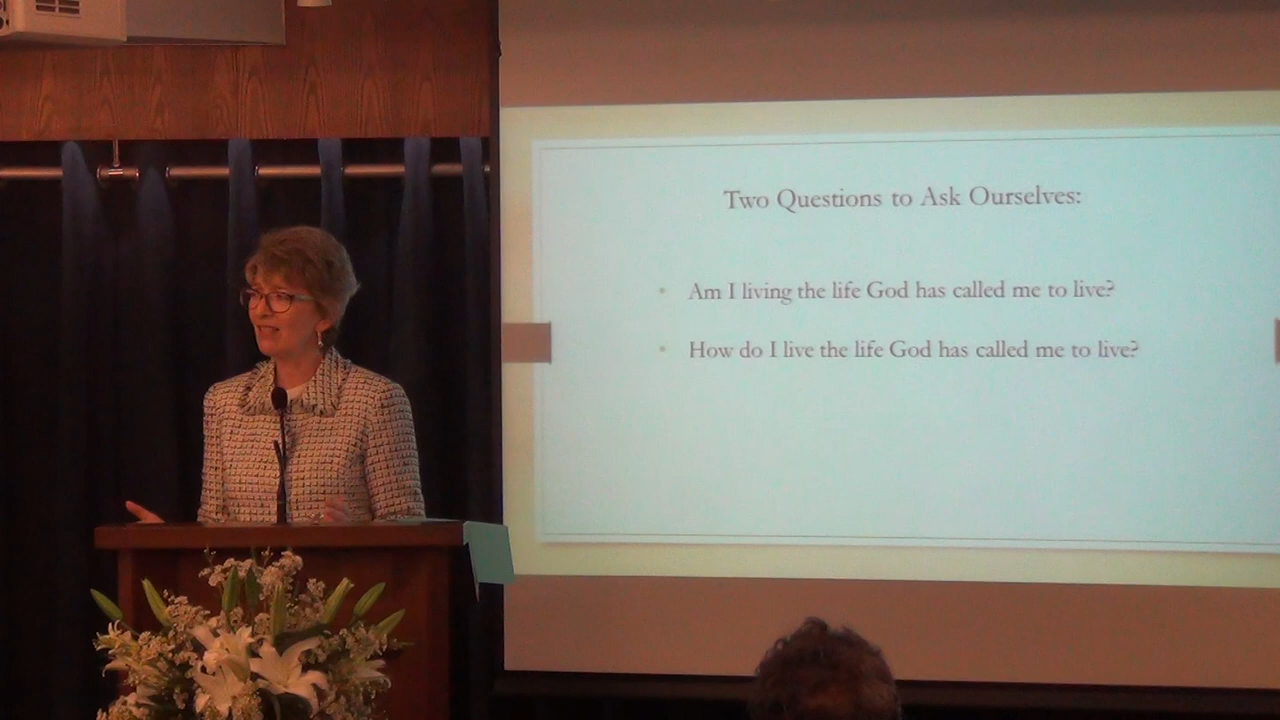 Two Questions to Ask Ourselves:
• Am I living the life God has called me to live?
• How do I live the life God has called me to live?